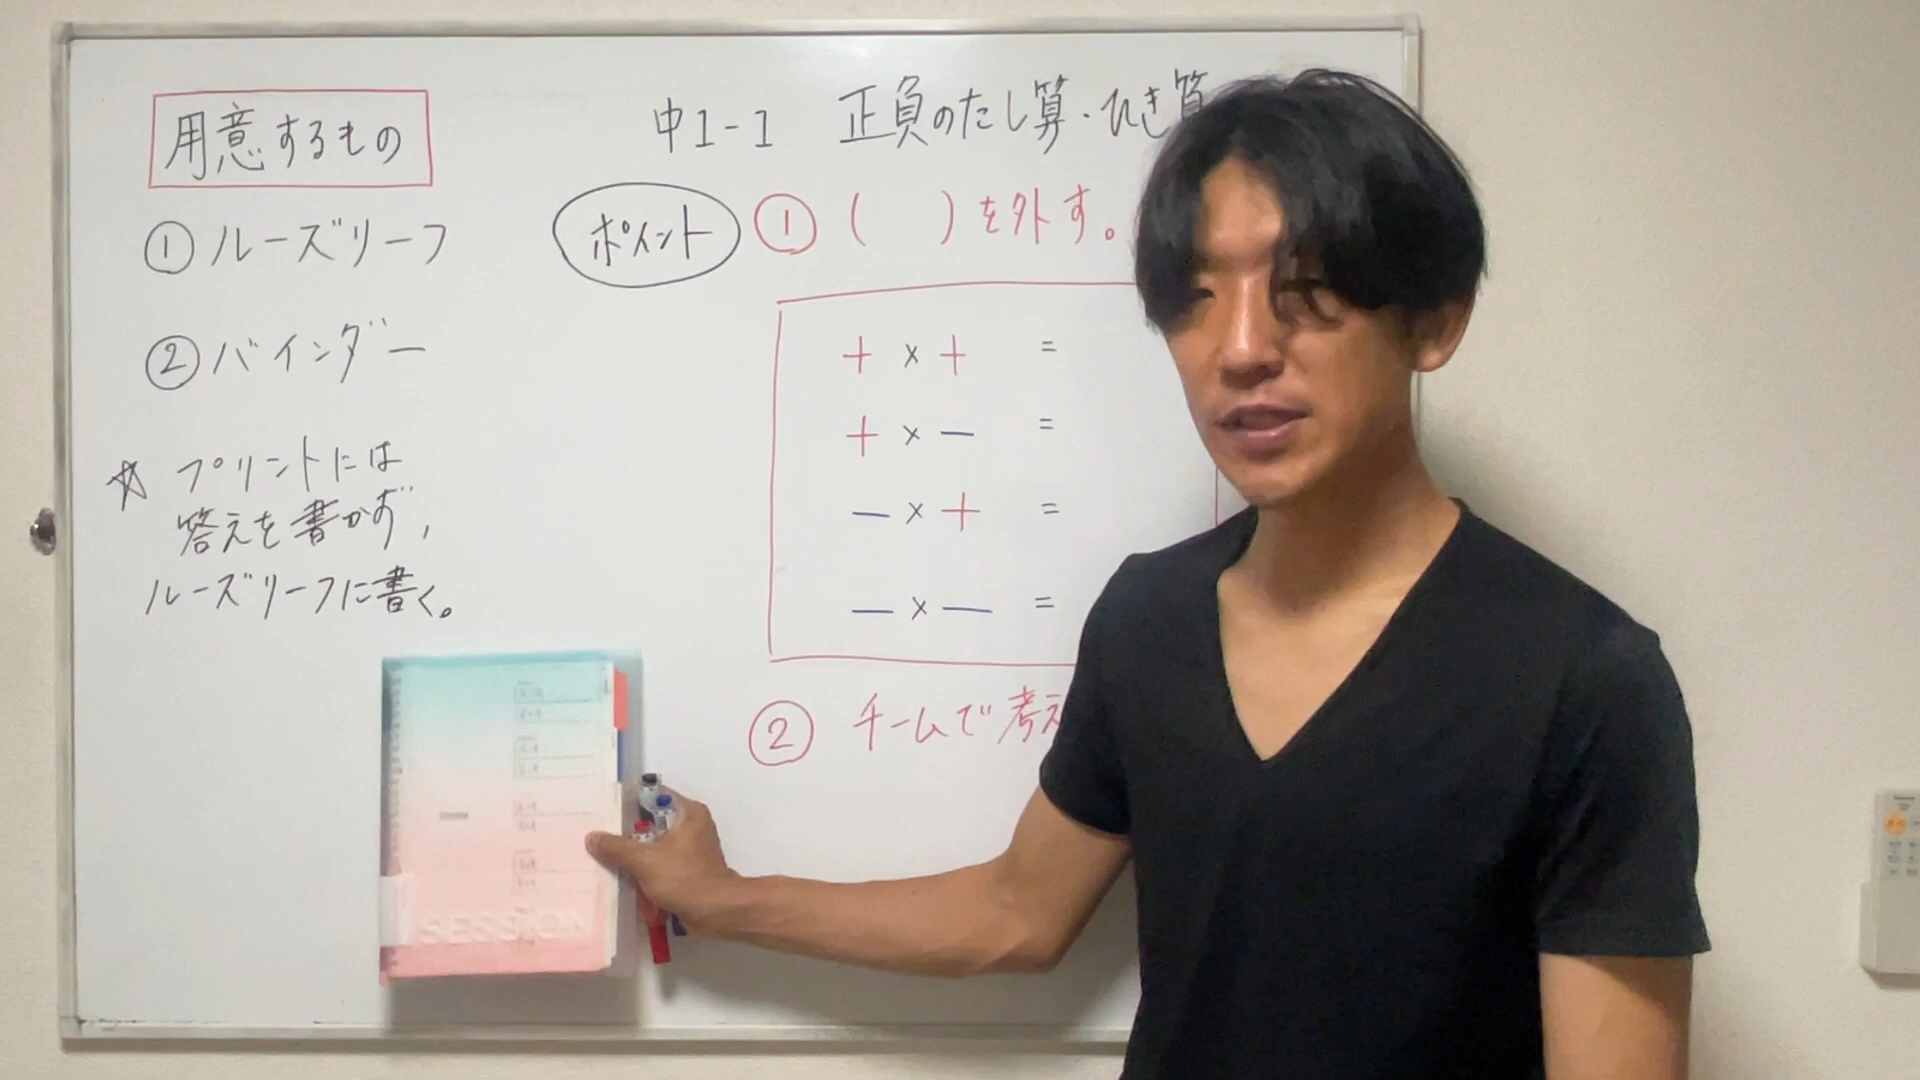 用意するもの
① ルーズリーフ
② バインダー
☆ プリントには
答えを書かず,
ルーズリーフに書く。
中1-1 正負のたし算・ひき算
ポイント ① ( )を外す。
+ × + =
+ × − =
− × + =
− × − =
② チームで考え
SESSION